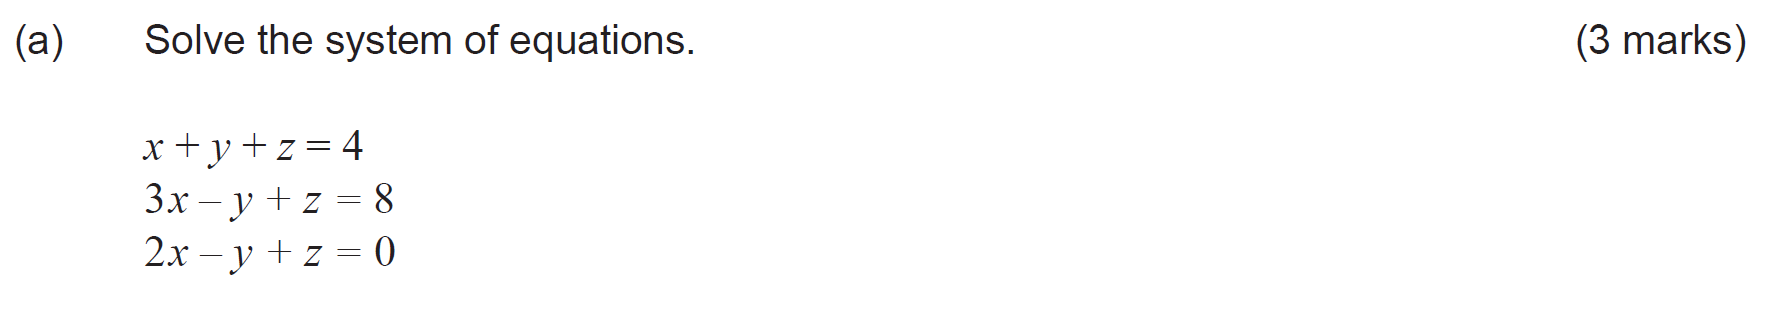 (a) Solve the system of equations. (3 marks)
x + y + z = 4
3x – y + z = 8
2x – y + z = 0